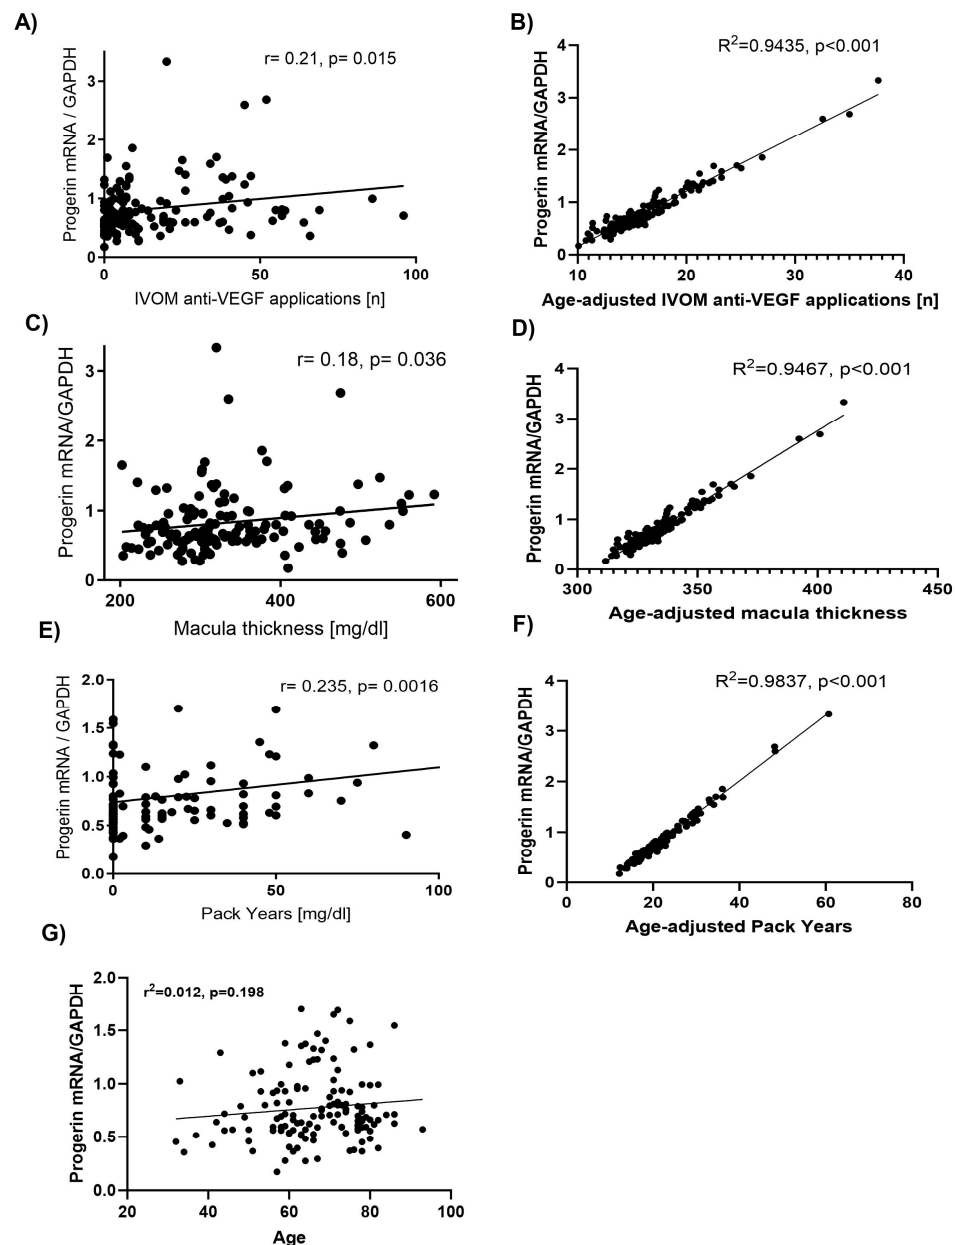 A)
Progerin mRNA / GAPDH
r= 0.21, p= 0.015
3
2
1
0
0 50 100
IVOM anti-VEGF applications [n]
B)
Progerin mRNA/GAPDH
R²=0.9435, p<0.001
4
3
2
1
0
10 20 30 40
Age-adjusted IVOM anti-VEGF applications [n]
C)
Progerin mRNA/GAPDH
r= 0.18, p= 0.036
3
2
1
0
200 400 600
Macula thickness [mg/dl]
D)
Progerin mRNA/GAPDH
R²=0.9467, p<0.001
4
3
2
1
0
300 350 400 450
Age-adjusted macula thickness
E)
Progerin mRNA / GAPDH
r= 0.235, p= 0.0016
2.0
1.5
1.0
0.5
0.0
0 50 100
Pack Years [mg/dl]
F)
Progerin mRNA/GAPDH
R²=0.9837, p<0.001
4
3
2
1
0
0 20 40 60 80
Age-adjusted Pack Years
G)
Progerin mRNA/GAPDH
r²=0.012, p=0.198
2.0
1.5
1.0
0.5
0.0
20 40 60 80 100
Age